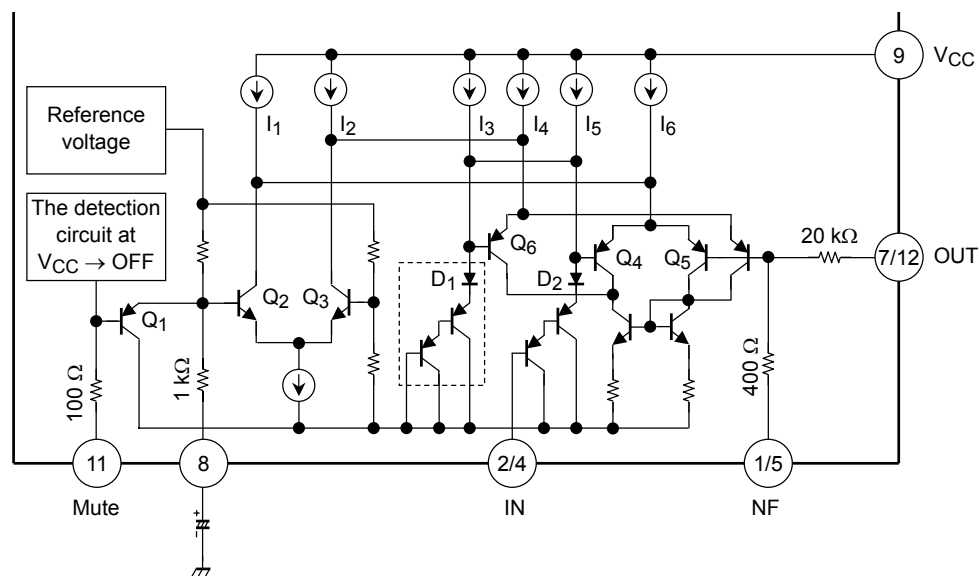 9
VCC
Reference
voltage
I1
I2
I3
I4
I5
I6
The detection
circuit at
VCC → OFF
Q6
Q4
Q5
20 kΩ
7/12
OUT
D1
D2
Q1
Q2
Q3
100 Ω
1 kΩ
400 Ω
11
8
2/4
1/5
Mute
IN
NF
+
−